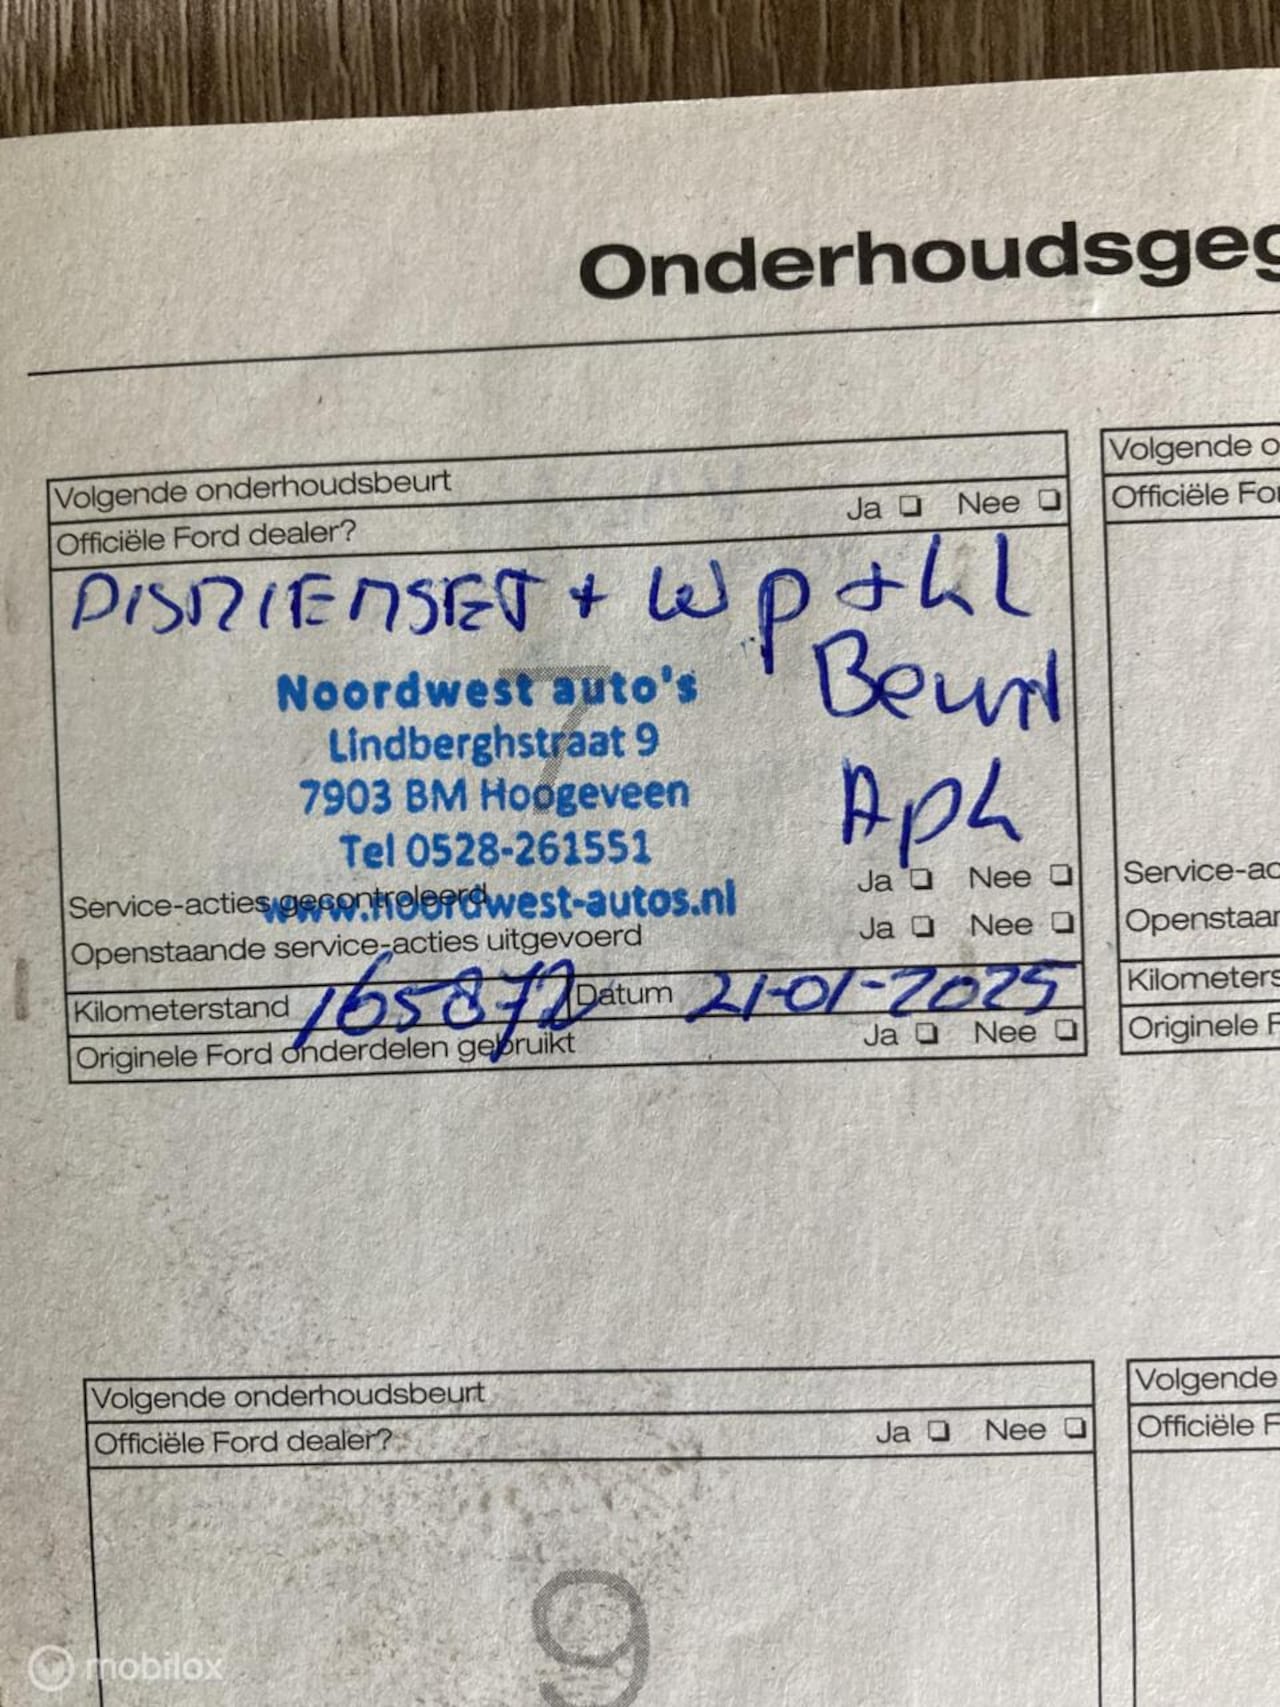 Onderhoudsgeg
Volgende onderhoudsbeurt
Officiële Ford dealer? Ja Nee
DISRIEMSET + WP + kl
Beurt
Apk
7
Noordwest auto's
Lindberghstraat 9
7903 BM Hoogeveen
Tel 0528-261551
www.noordwest-autos.nl
Service-acties gecontroleerd Ja Nee
Openstaande service-acties uitgevoerd Ja Nee
Kilometerstand 165872 Datum 21-01-2025
Originele Ford onderdelen gebruikt Ja Nee
Volgende o
Officiële For
Service-ac
Openstaan
Kilometers
Originele F
Volgende onderhoudsbeurt
Officiële Ford dealer? Ja Nee
9
Volgende
Officiële F
mobilox